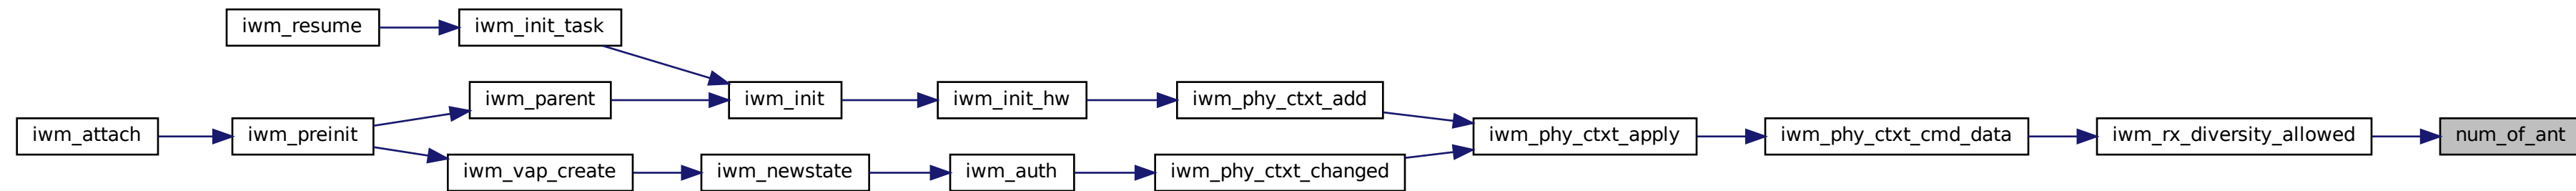 iwm_resume
iwm_init_task
iwm_parent
iwm_init
iwm_init_hw
iwm_phy_ctxt_add
iwm_attach
iwm_preinit
iwm_phy_ctxt_apply
iwm_phy_ctxt_cmd_data
iwm_rx_diversity_allowed
num_of_ant
iwm_vap_create
iwm_newstate
iwm_auth
iwm_phy_ctxt_changed